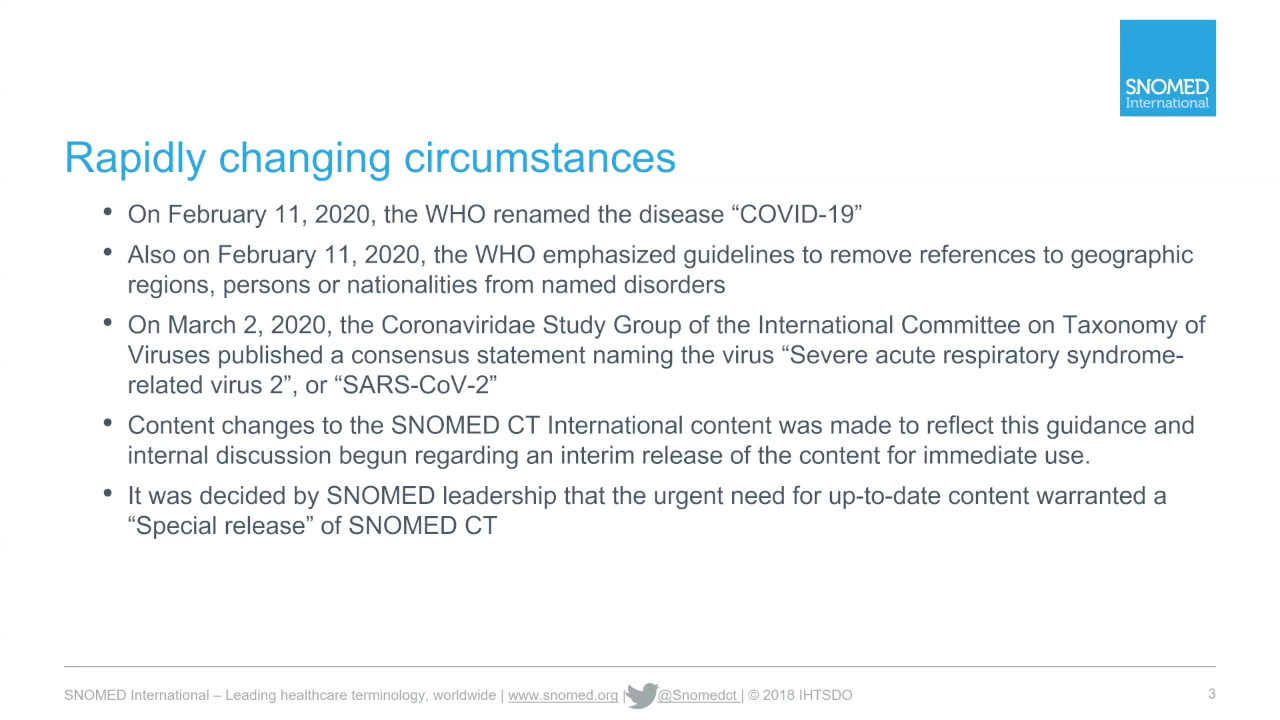 SNOMED
International
Rapidly changing circumstances
• On February 11, 2020, the WHO renamed the disease “COVID-19”
• Also on February 11, 2020, the WHO emphasized guidelines to remove references to geographic
regions, persons or nationalities from named disorders
• On March 2, 2020, the Coronaviridae Study Group of the International Committee on Taxonomy of
Viruses published a consensus statement naming the virus “Severe acute respiratory syndrome-
related virus 2”, or “SARS-CoV-2”
• Content changes to the SNOMED CT International content was made to reflect this guidance and
internal discussion begun regarding an interim release of the content for immediate use.
• It was decided by SNOMED leadership that the urgent need for up-to-date content warranted a
“Special release” of SNOMED CT
SNOMED International – Leading healthcare terminology, worldwide | www.snomed.org | @Snomedct | © 2018 IHTSDO
3